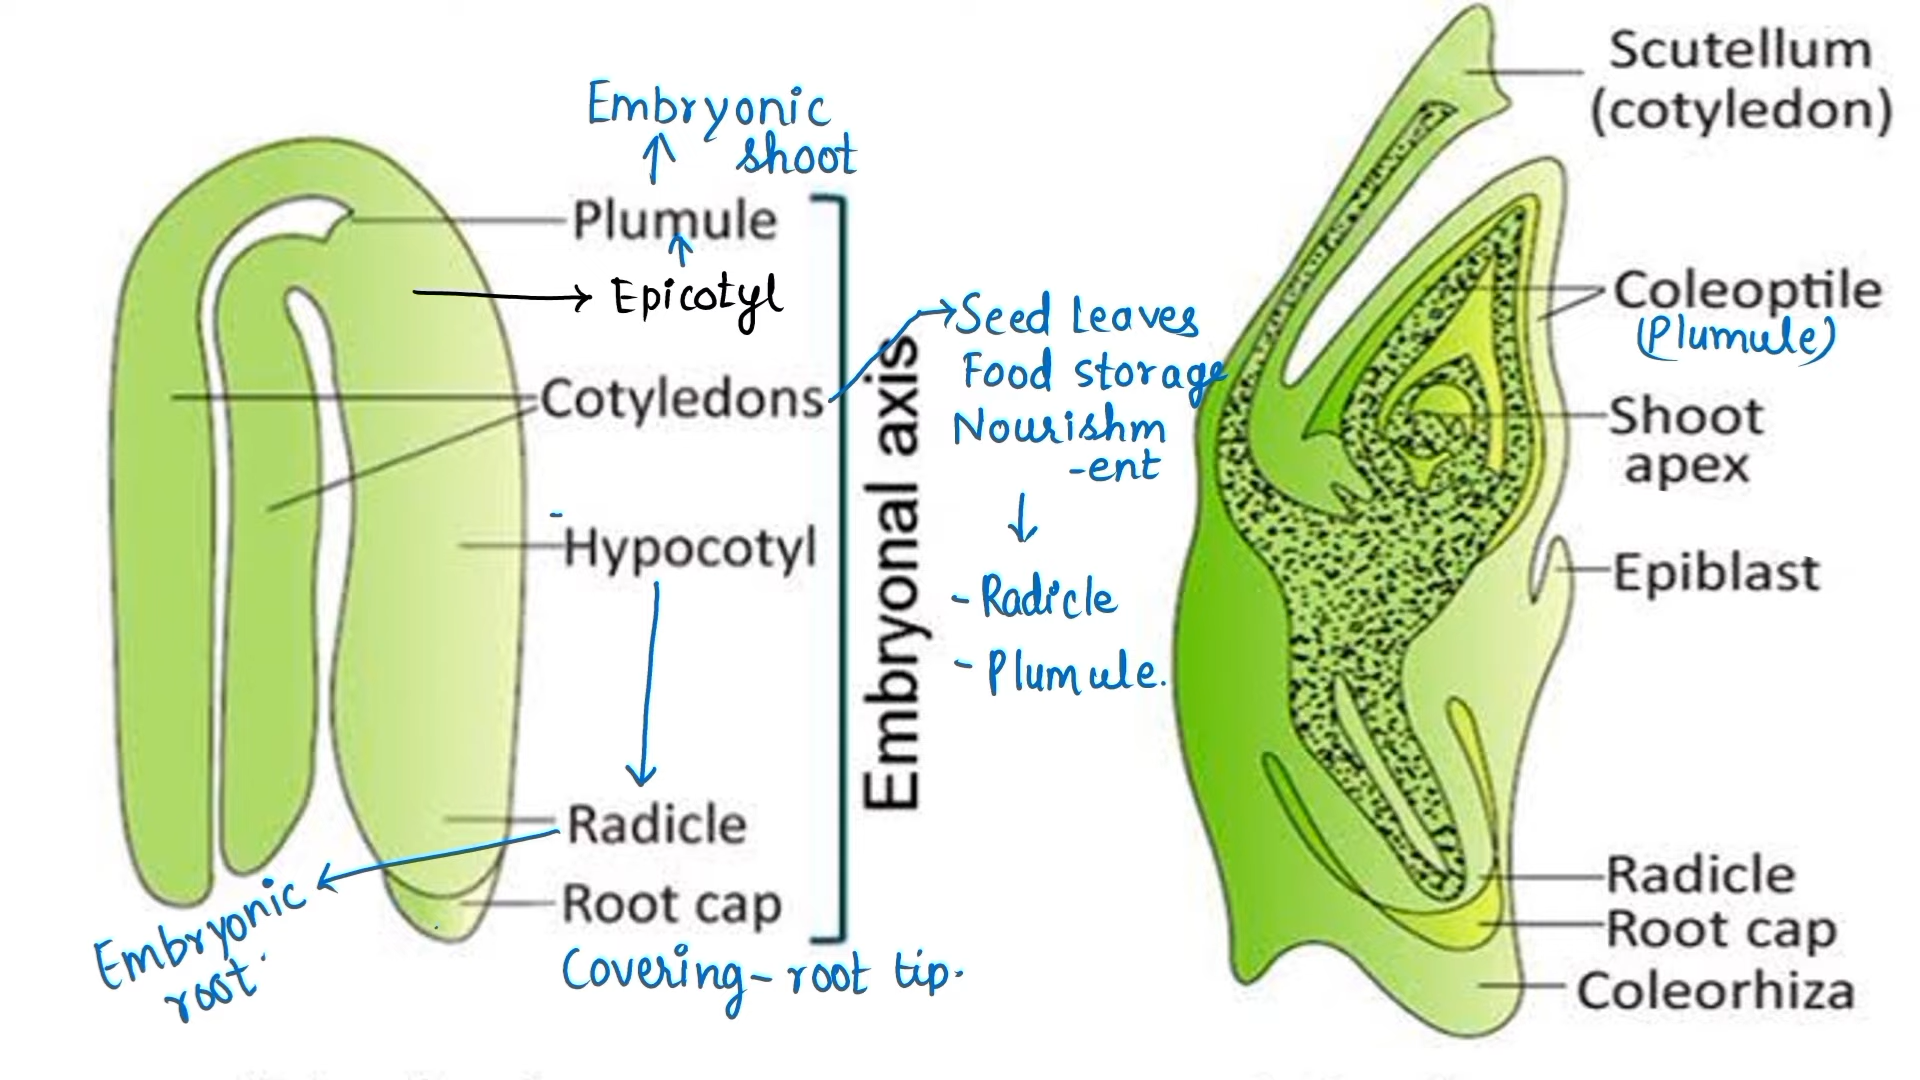 Embryonic
shoot
Plumule
Epicotyl
Cotyledons
Hypocotyl
Radicle
Root cap
Covering - root tip.
Embryonic
root
Embryonal axis
Seed leaves
Food storage
Nourishm
-ent
- Radicle
- Plumule.
Scutellum
(cotyledon)
Coleoptile
(Plumule)
Shoot
apex
Epiblast
Radicle
Root cap
Coleorhiza